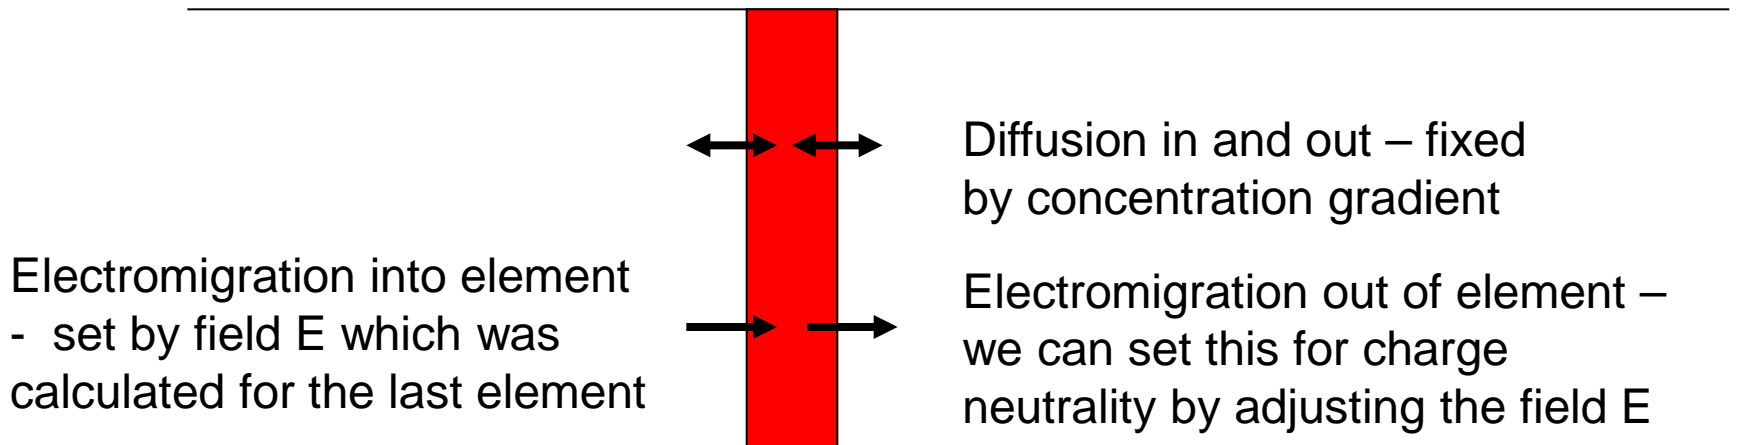 Diffusion in and out – fixed
by concentration gradient
Electromigration into element
- set by field E which was
calculated for the last element
Electromigration out of element –
we can set this for charge
neutrality by adjusting the field E